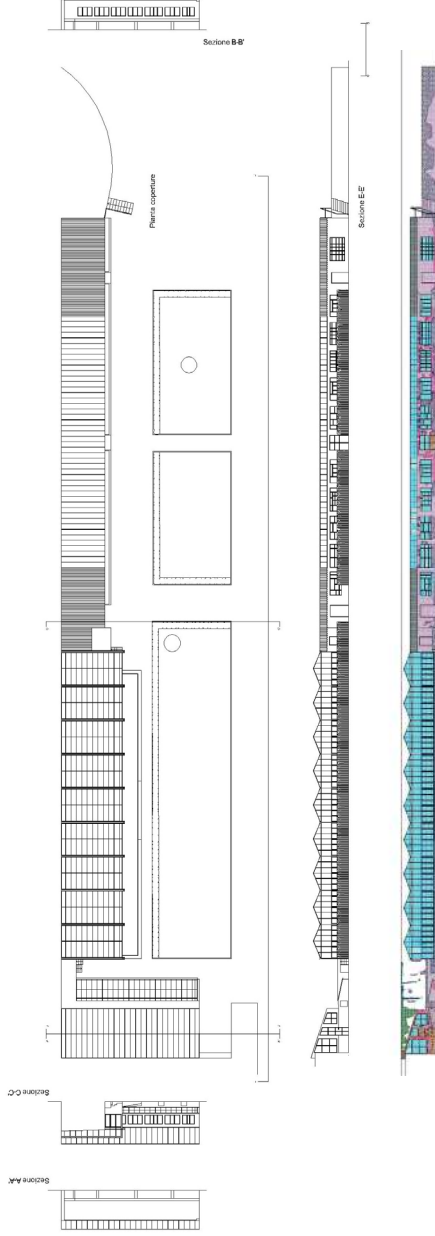 Sezione B-B'
Pianta coperture
Sezione E-E'
Sezione C-C'
Sezione A-A'